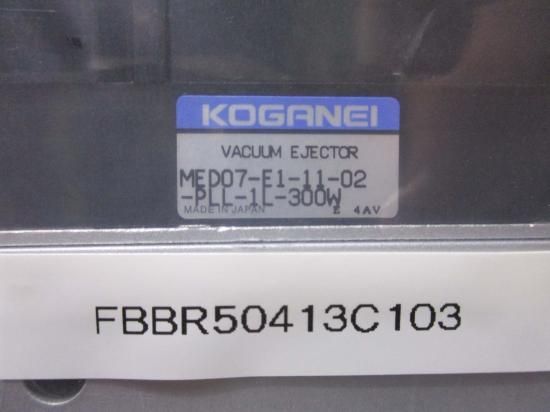 KOGANEI
VACUUM EJECTOR
MED07-E1-11-02
-PLL-1L-300W
MADE IN JAPAN E 4AV
FBBR50413C103